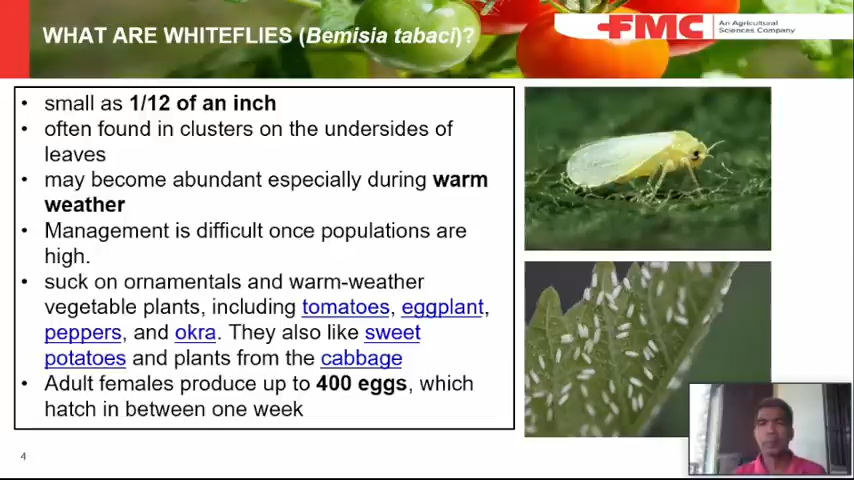 WHAT ARE WHITEFLIES (Bemisia tabaci)?
FMC
An Agricultural
Sciences Company
• small as 1/12 of an inch
• often found in clusters on the undersides of
leaves
• may become abundant especially during warm
weather
• Management is difficult once populations are
high.
• suck on ornamentals and warm-weather
vegetable plants, including tomatoes, eggplant,
peppers, and okra. They also like sweet
potatoes and plants from the cabbage
• Adult females produce up to 400 eggs, which
hatch in between one week
4